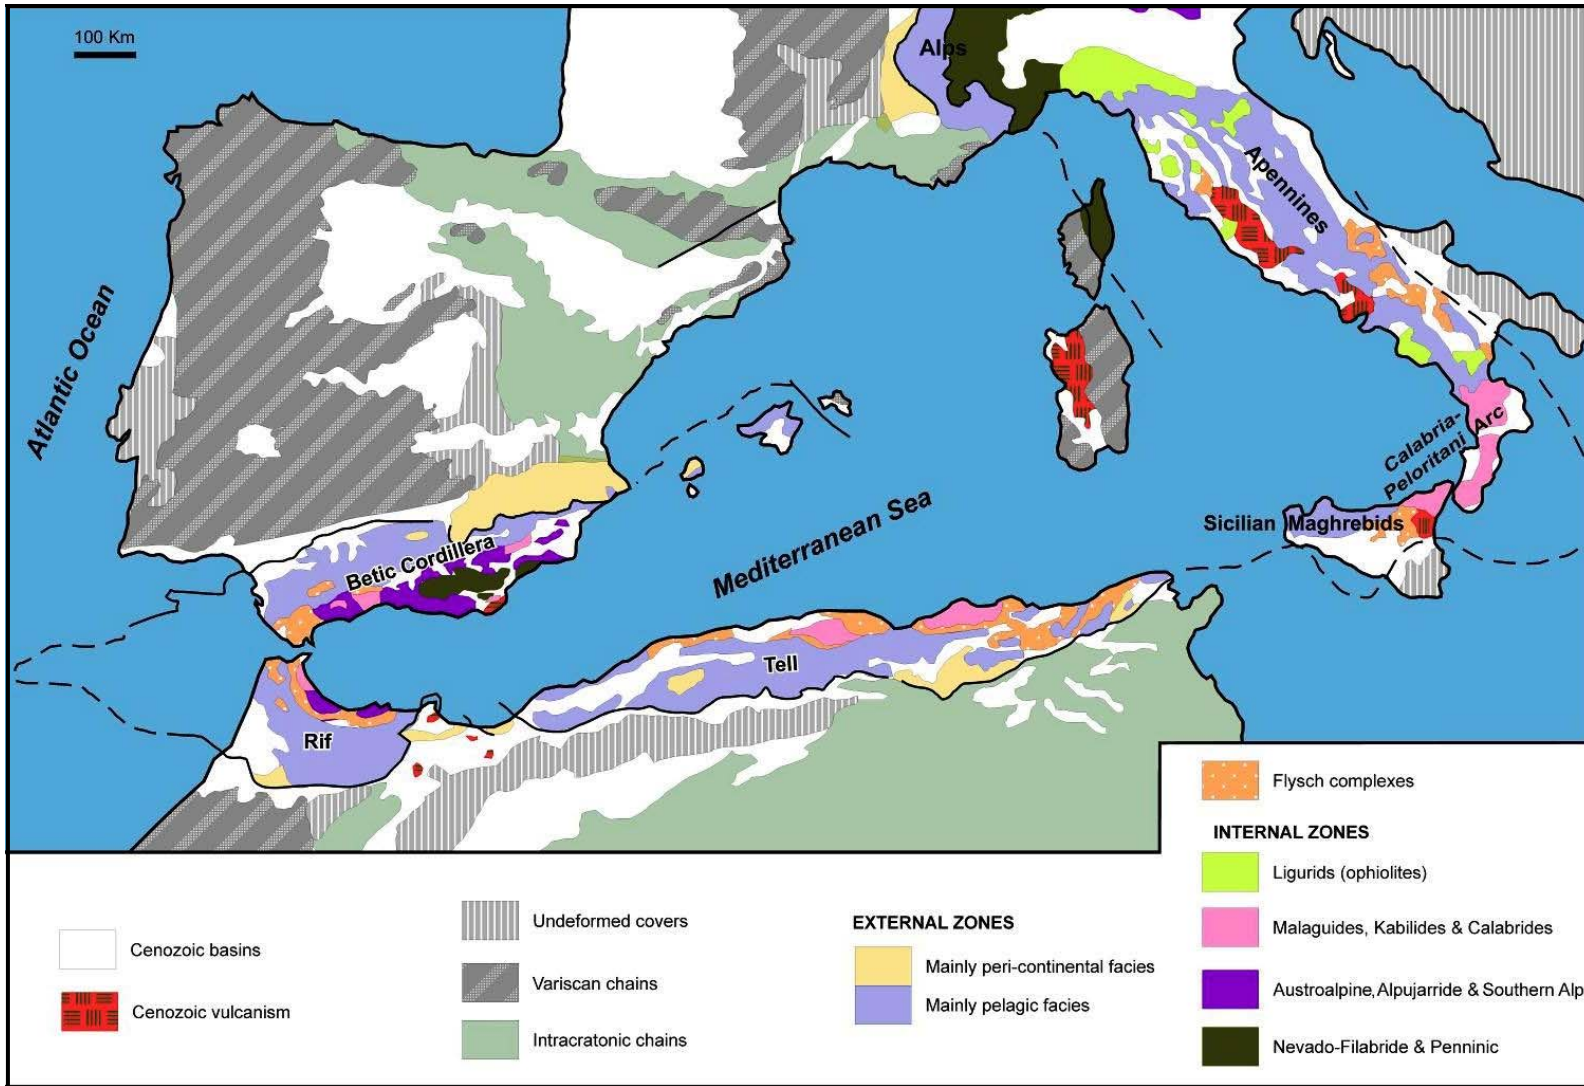 100 Km
Alps
Apennines
Atlantic Ocean
Calabria-
Peloritani Arc
Mediterranean Sea
Sicilian Maghrebids
Betic Cordillera
Tell
Rif
Flysch complexes
INTERNAL ZONES
Ligurids (ophiolites)
Malaguides, Kabilides & Calabrides
Austroalpine, Alpujarride & Southern Alp
Nevado-Filabride & Penninic
EXTERNAL ZONES
Mainly peri-continental facies
Mainly pelagic facies
Undeformed covers
Variscan chains
Intracratonic chains
Cenozoic basins
Cenozoic vulcanism